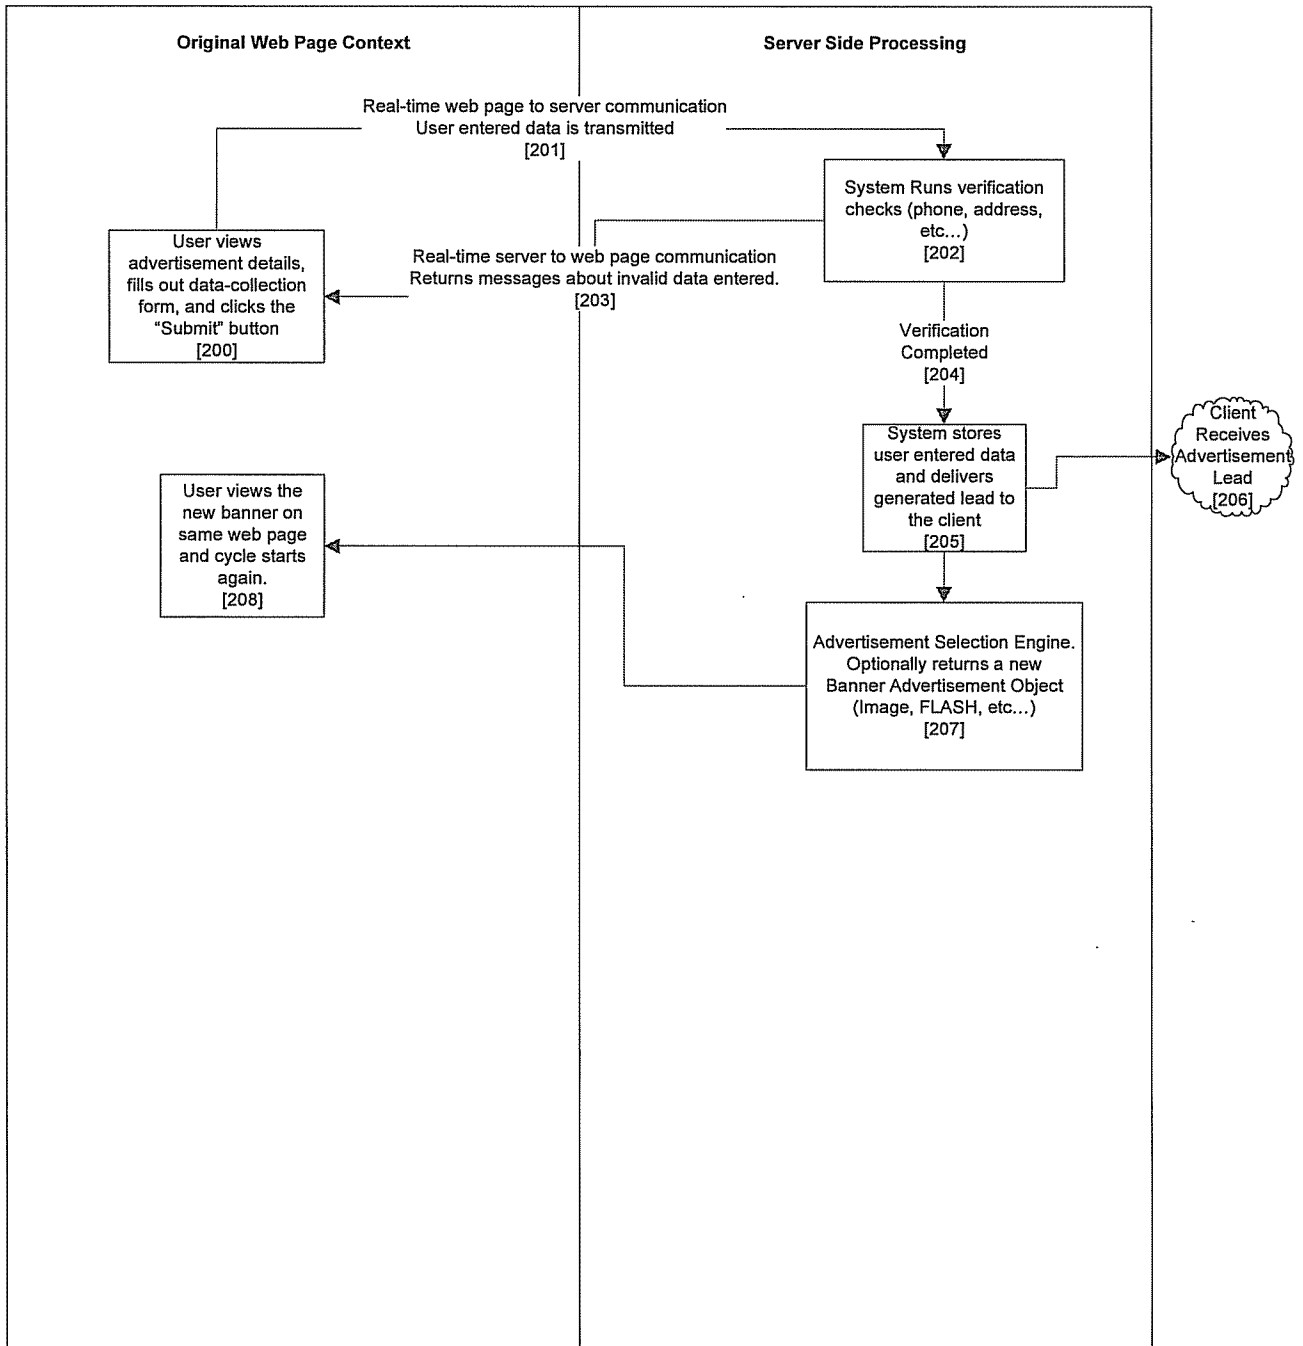 Original Web Page Context
Server Side Processing
Real-time web page to server communication
User entered data is transmitted
[201]
System Runs verification
checks (phone, address,
etc...)
[202]
User views
advertisement details,
fills out data-collection
form, and clicks the
“Submit” button
[200]
Real-time server to web page communication
Returns messages about invalid data entered.
[203]
Verification
Completed
[204]
Client
Receives
Advertisement
Lead
[206]
System stores
user entered data
and delivers
generated lead to
the client
[205]
User views the
new banner on
same web page
and cycle starts
again.
[208]
Advertisement Selection Engine.
Optionally returns a new
Banner Advertisement Object
(Image, FLASH, etc...)
[207]